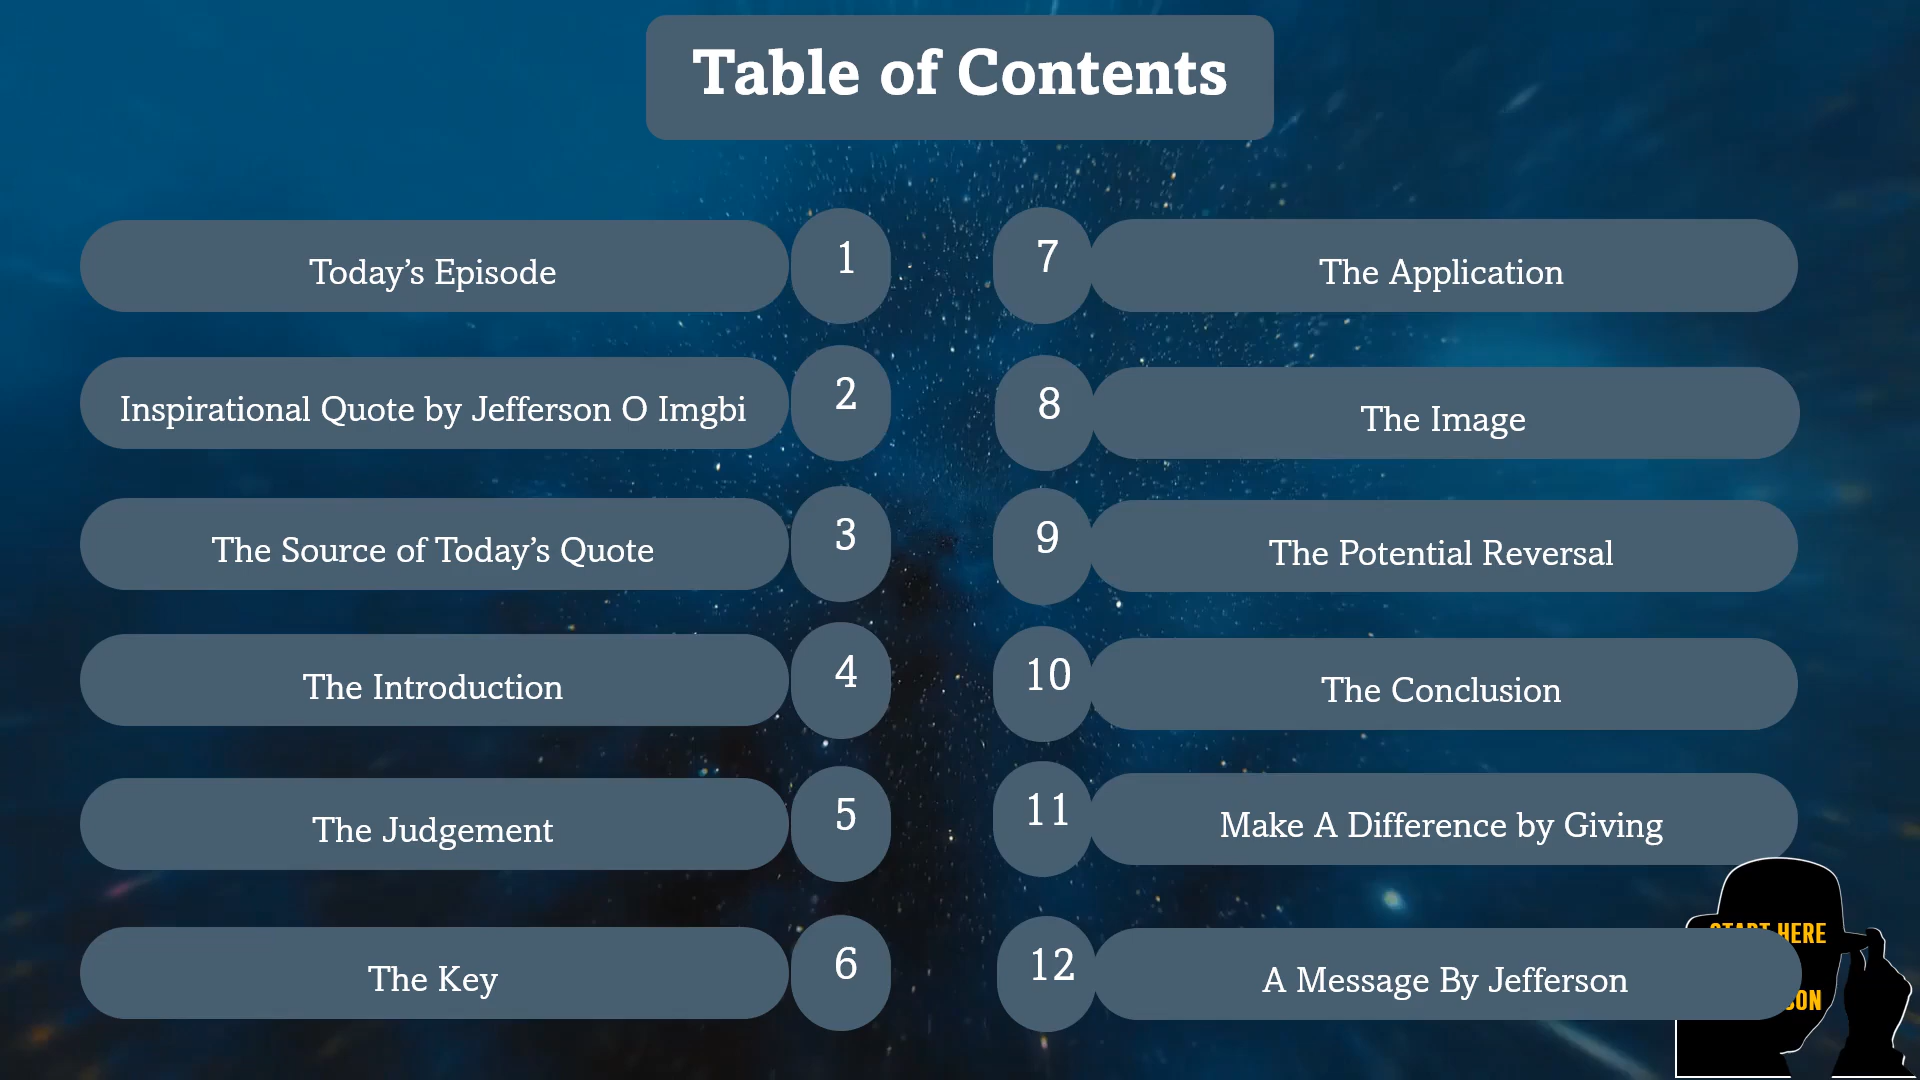 Table of Contents
Today's Episode
1
Inspirational Quote by Jefferson O Imgbi
2
The Source of Today's Quote
3
The Introduction
4
The Judgement
5
The Key
6
7
The Application
8
The Image
9
The Potential Reversal
10
The Conclusion
11
Make A Difference by Giving
12
A Message By Jefferson
START HERE